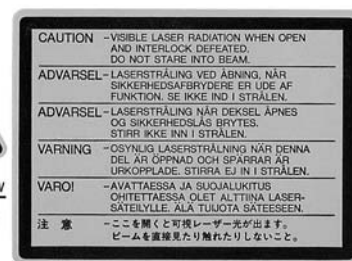 CAUTION -VISIBLE LASER RADIATION WHEN OPEN
AND INTERLOCK DEFEATED.
DO NOT STARE INTO BEAM.
ADVARSEL-LASERSTRÅLING VED ÅBNING, NÅR
SIKKERHEDSAFBRYDERE ER UDE AF
FUNKTION. SE IKKE IND I STRÅLEN.
ADVARSEL-LASERSTRÅLING NÅR DEKSEL ÅPNES
OG SIKKERHEDSLÅS BRYTES.
STIRR IKKE INN I STRÅLEN.
VARNING -OSYNLIG LASERSTRÅLNING NÄR DENNA
DEL ÄR ÖPPNAD OCH SPÄRRAR ÄR
URKOPPLADE. STIRRA EJ IN I STRÅLEN.
VARO! -AVATTAESSA JA SUOJALUKITUS
OHITETTAESSA OLET ALTTIINA LASER-
SÄTEILYLLE. ÄLÄ TUIJOTA SÄTEESEEN.
注 意 -ここを開くと可視レーザー光が出ます。
ビームを直接見たり触れたりしないこと。